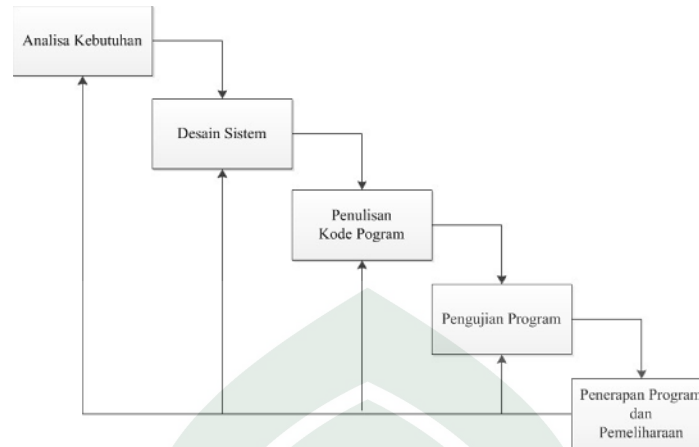 Analisa Kebutuhan
Desain Sistem
Penulisan
Kode Pogram
Pengujian Program
Penerapan Program
dan
Pemeliharaan